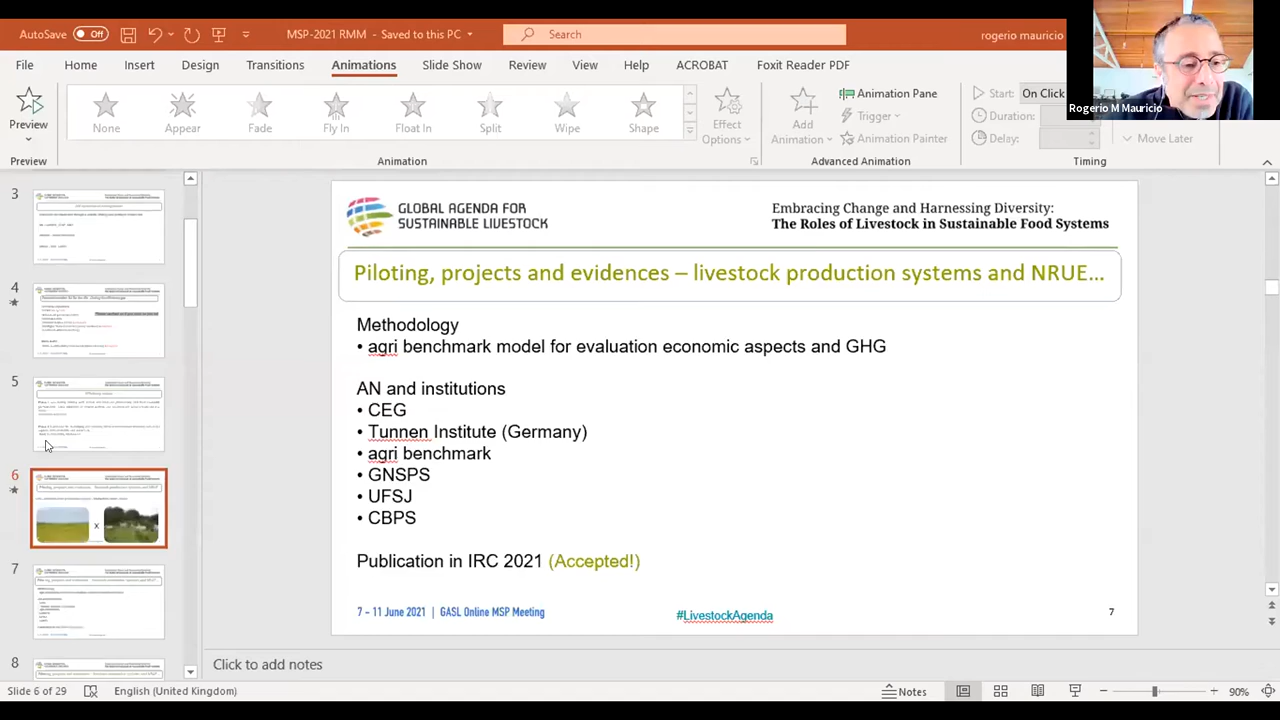 AutoSave Off MSP-2021 RMM - Saved to this PC Search rogerio mauricio
File Home Insert Design Transitions Animations Slide Show Review View Help ACROBAT Foxit Reader PDF
Rogerio M Mauricio
Preview None Appear Fade Fly In Float In Split Wipe Shape Effect Options Add Animation Animation Pane Trigger Animation Painter Start: On Click Duration: Delay: Move Later
Preview Animation Advanced Animation Timing
3
4
5
6
x
7
8
GLOBAL AGENDA FOR
SUSTAINABLE LIVESTOCK
Embracing Change and Harnessing Diversity:
The Roles of Livestock in Sustainable Food Systems
Piloting, projects and evidences – livestock production systems and NRUE...
Methodology
• agri benchmark model for evaluation economic aspects and GHG
AN and institutions
• CEG
• Tunnen Institute (Germany)
• agri benchmark
• GNSPS
• UFSJ
• CBPS
Publication in IRC 2021 (Accepted!)
7 – 11 June 2021 | GASL Online MSP Meeting #LivestockAgenda 7
Click to add notes
Slide 6 of 29 English (United Kingdom) Notes 90%